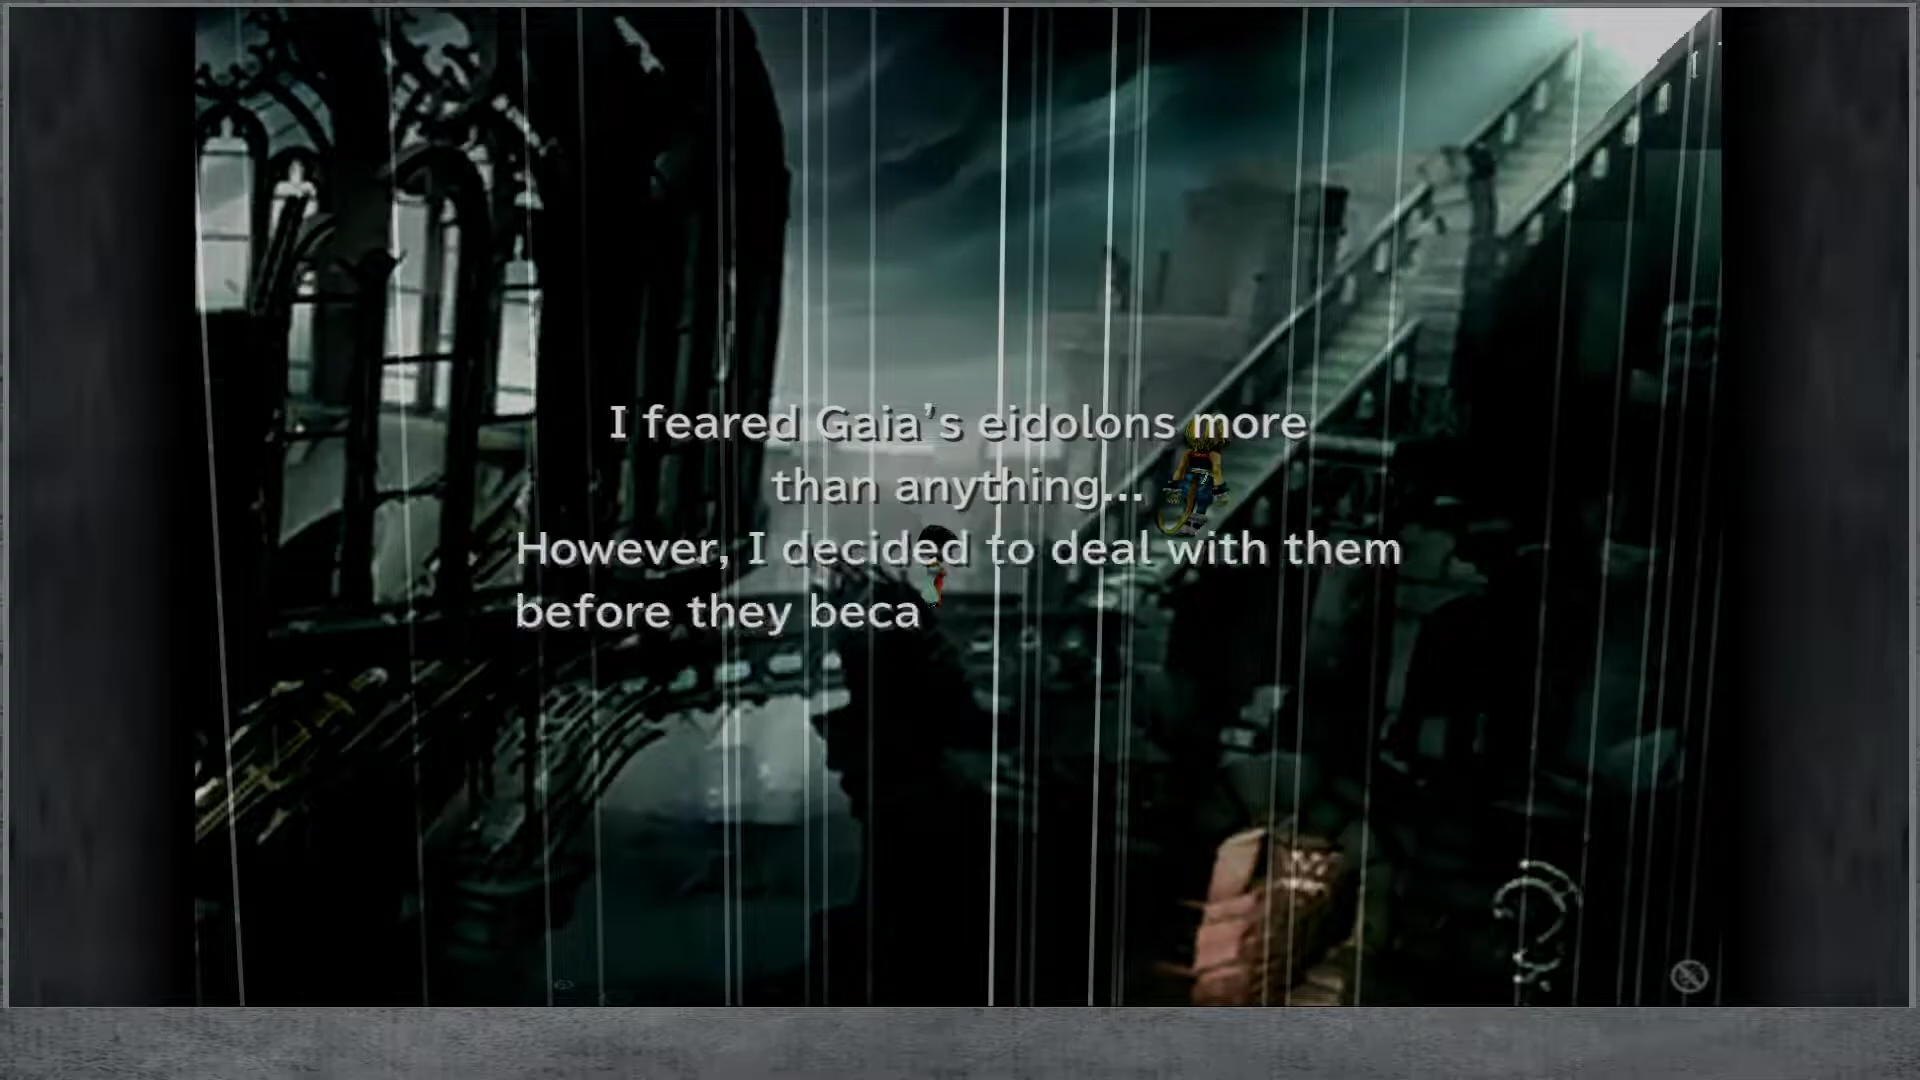 I feared Gaia's eidolons more
than anything...
However, I decided to deal with them
before they beca